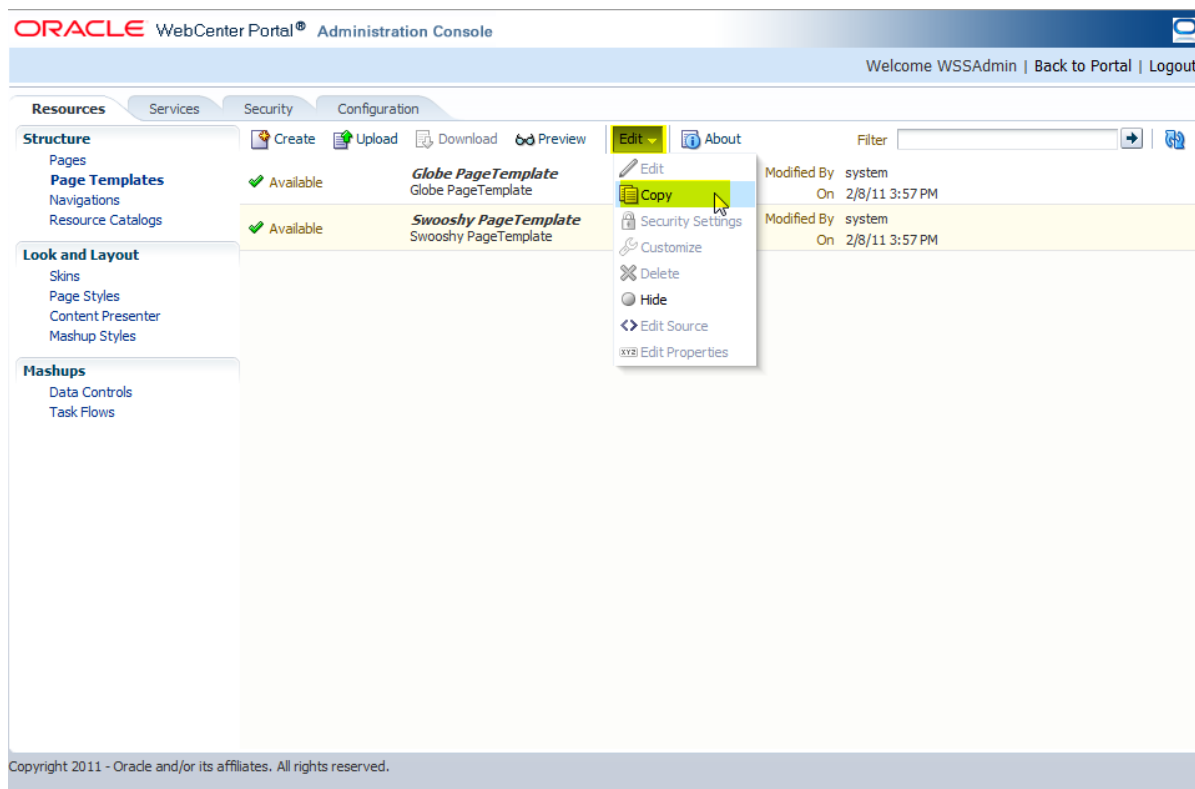 ORACLE WebCenter Portal® Administration Console
Welcome WSSAdmin | Back to Portal | Logout
Resources Services Security Configuration
Structure
Pages
Page Templates
Navigations
Resource Catalogs
Look and Layout
Skins
Page Styles
Content Presenter
Mashup Styles
Mashups
Data Controls
Task Flows
Create Upload Download Preview Edit About Filter
Available Globe PageTemplate Modified By system
Globe PageTemplate On 2/8/11 3:57 PM
Available Swooshy PageTemplate Modified By system
Swooshy PageTemplate On 2/8/11 3:57 PM
Edit
Copy
Security Settings
Customize
Delete
Hide
Edit Source
XYZ Edit Properties
Copyright 2011 - Oracle and/or its affiliates. All rights reserved.